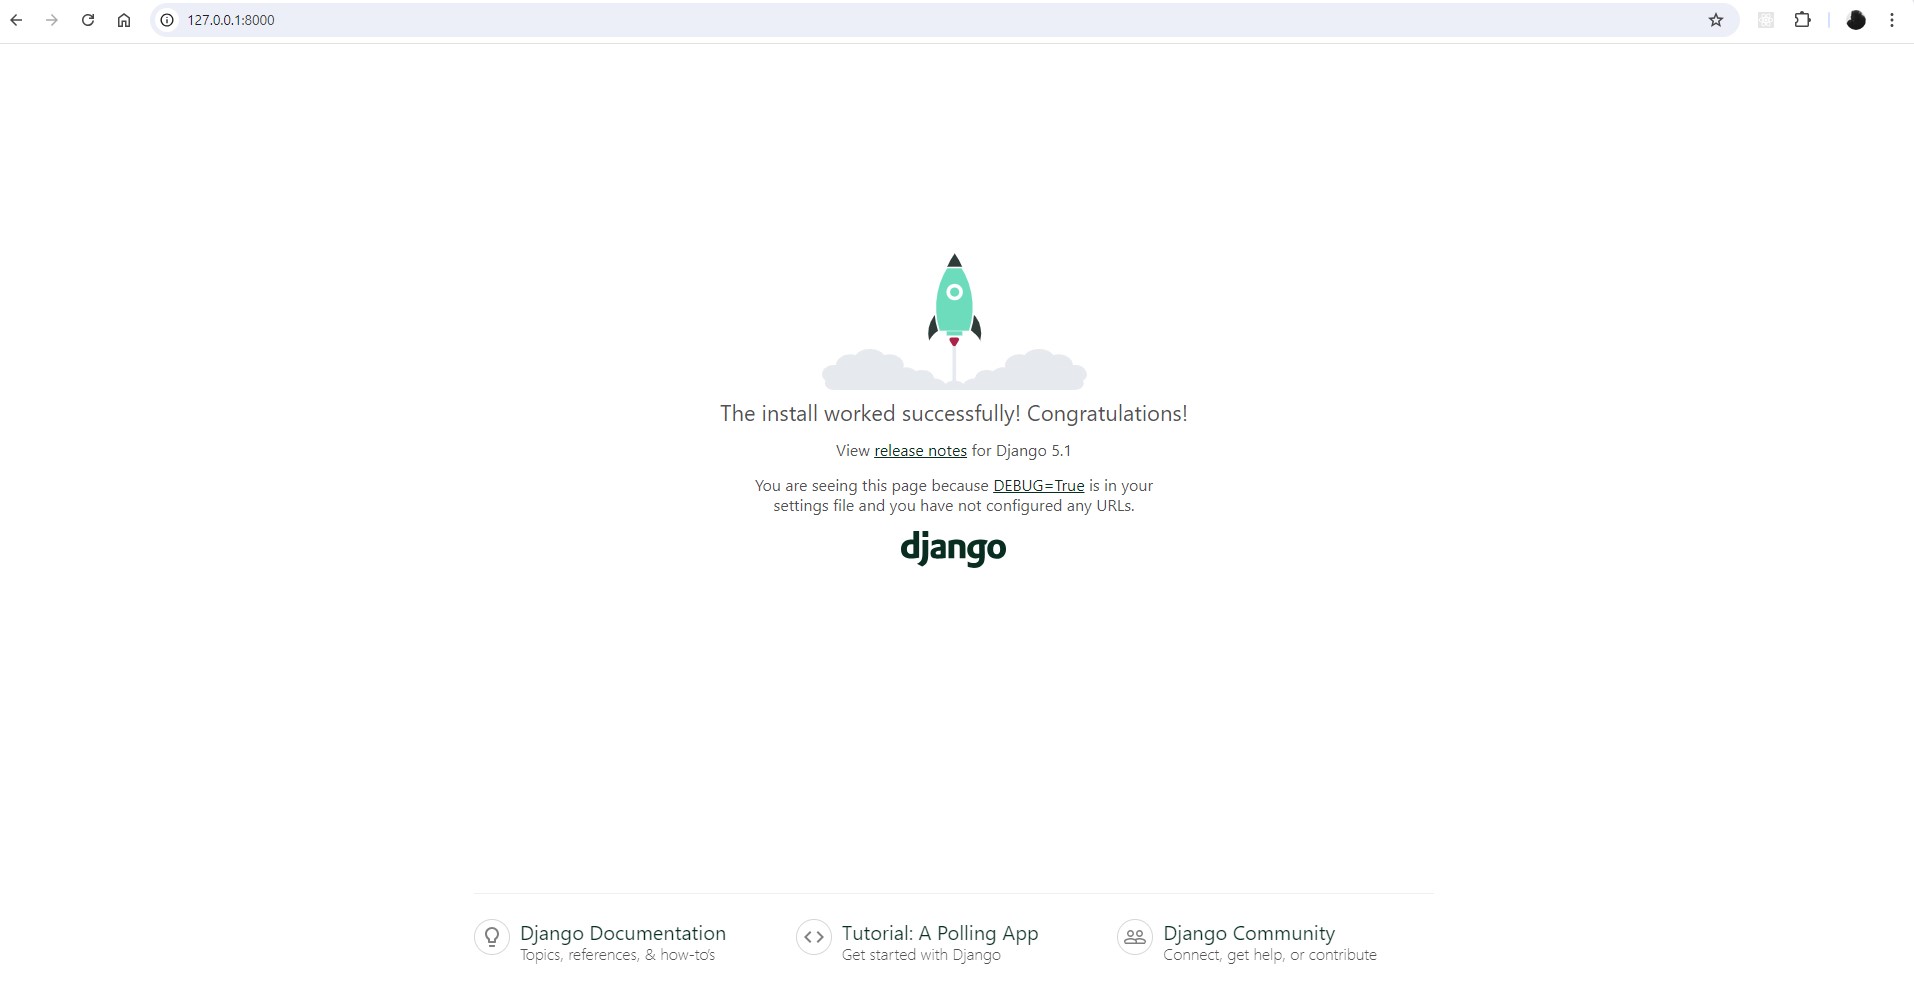 127.0.0.1:8000
The install worked successfully! Congratulations!
View release notes for Django 5.1
You are seeing this page because DEBUG=True is in your
settings file and you have not configured any URLs.
django
Django Documentation
Topics, references, & how-to’s
Tutorial: A Polling App
Get started with Django
Django Community
Connect, get help, or contribute